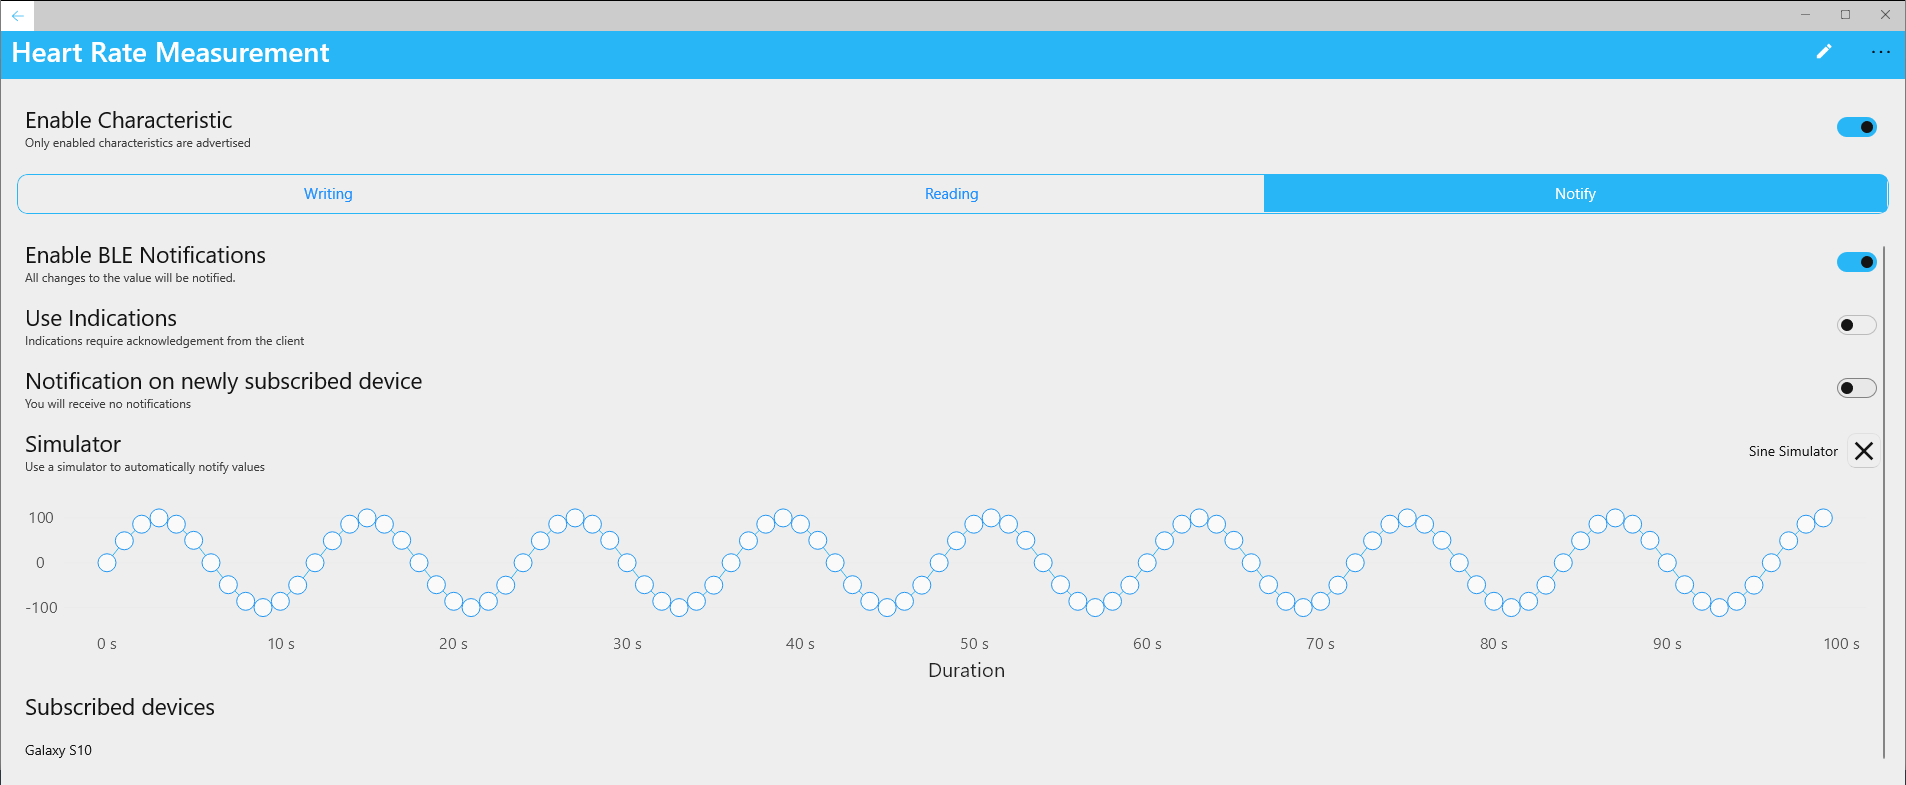 Heart Rate Measurement
Enable Characteristic
Only enabled characteristics are advertised
Writing
Reading
Notify
Enable BLE Notifications
All changes to the value will be notified.
Use Indications
Indications require acknowledgement from the client
Notification on newly subscribed device
You will receive no notifications
Simulator
Use a simulator to automatically notify values
Sine Simulator
100
0
-100
0 s 10 s 20 s 30 s 40 s 50 s 60 s 70 s 80 s 90 s 100 s
Duration
Subscribed devices
Galaxy S10